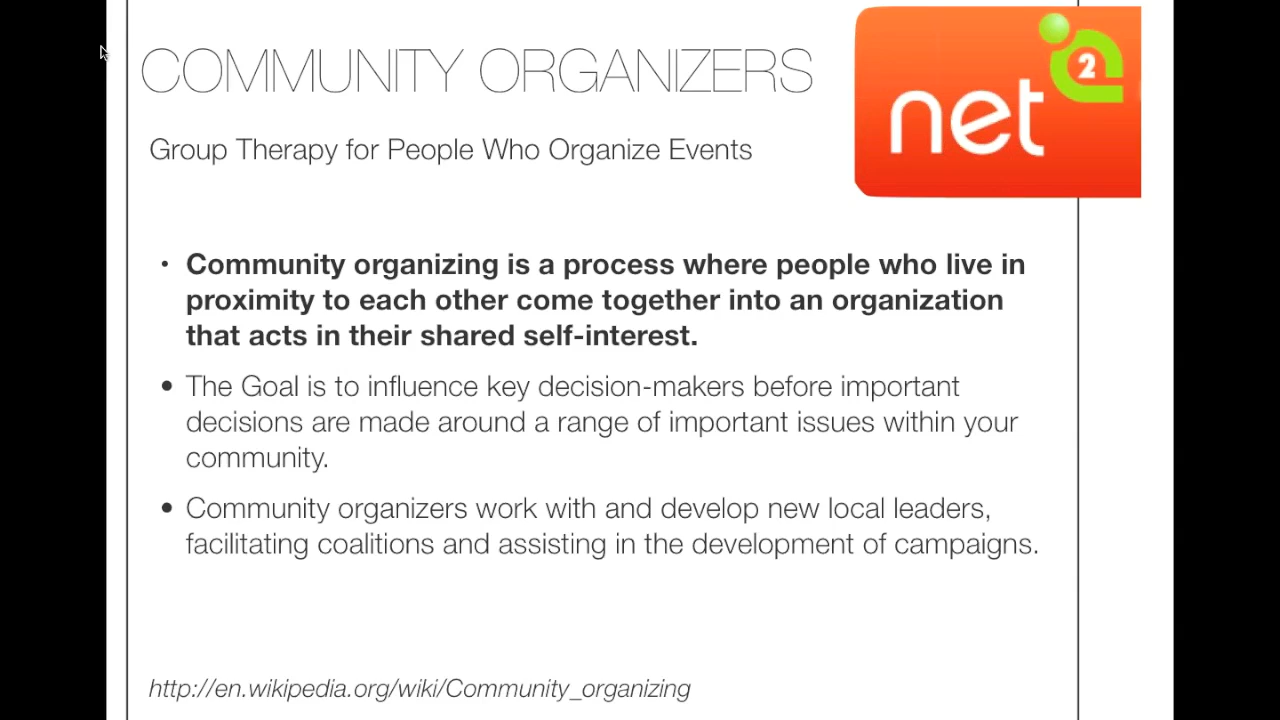 COMMUNITY ORGANIZERS
net 2
Group Therapy for People Who Organize Events
• Community organizing is a process where people who live in
proximity to each other come together into an organization
that acts in their shared self-interest.
• The Goal is to influence key decision-makers before important
decisions are made around a range of important issues within your
community.
• Community organizers work with and develop new local leaders,
facilitating coalitions and assisting in the development of campaigns.
http://en.wikipedia.org/wiki/Community_organizing